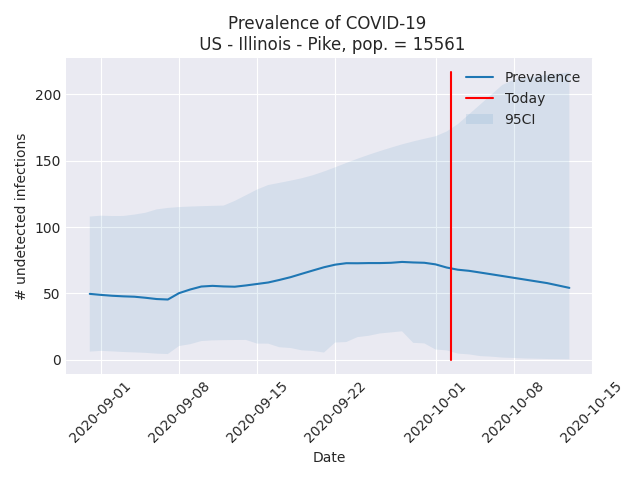 Prevalence of COVID-19
US - Illinois - Pike, pop. = 15561
Prevalence
Today
95CI
200
150
100
50
0
# undetected infections
2020-09-01
2020-09-08
2020-09-15
2020-09-22
2020-10-01
2020-10-08
2020-10-15
Date